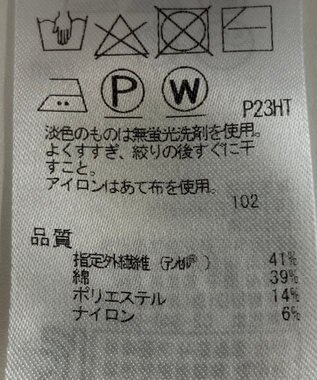 P W
P23HT
淡色のものは無蛍光洗剤を使用。
よくすすぎ、絞りの後すぐに干
すこと。
アイロンはあて布を使用。
102
品質
指定外繊維(テンセル®) 41%
綿 39%
ポリエステル 14%
ナイロン 6%